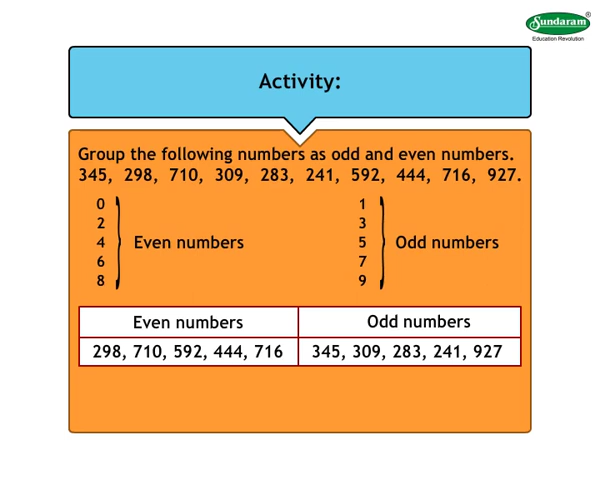 Sundaram®
Education Revolution
Activity:
Group the following numbers as odd and even numbers.
345, 298, 710, 309, 283, 241, 592, 444, 716, 927.
0
2
4
6
8
Even numbers
1
3
5
7
9
Odd numbers
Even numbers Odd numbers
298, 710, 592, 444, 716 345, 309, 283, 241, 927